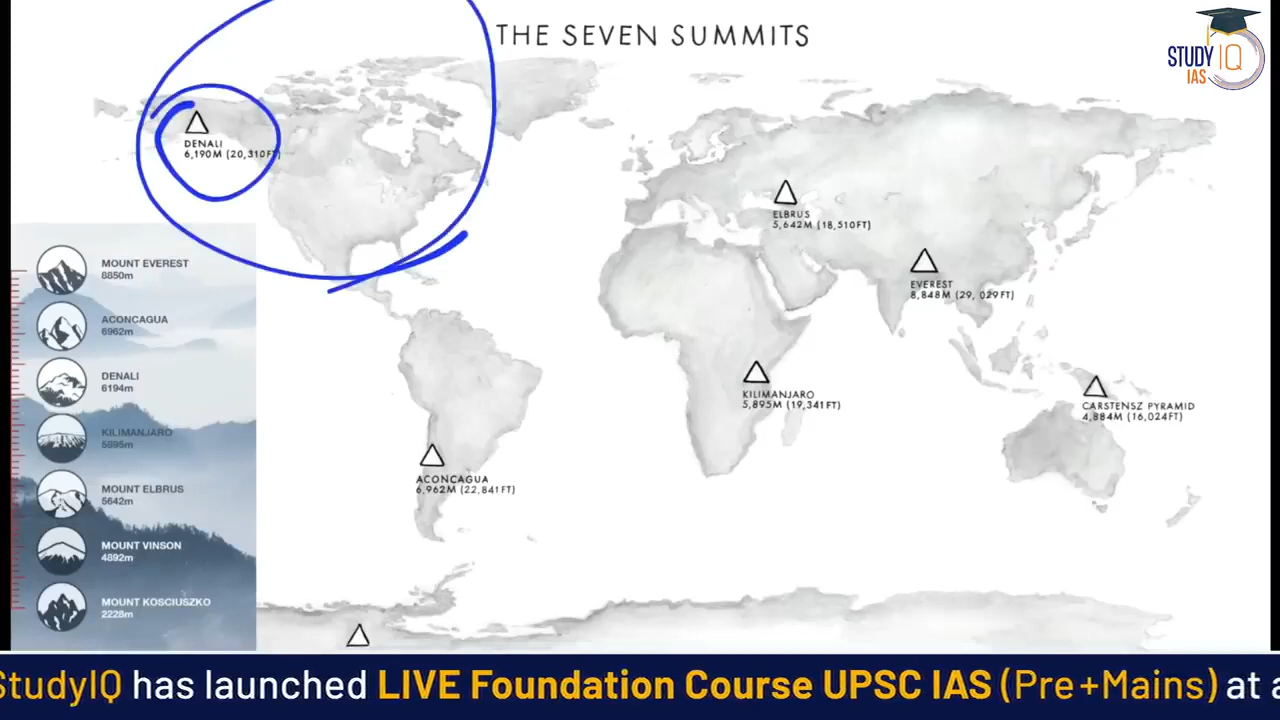 THE SEVEN SUMMITS
STUDY IQ
IAS
DENALI
6,190M (20,310FT)
ELBRUS
5,642M (18,510FT)
EVEREST
8,848M (29, 029FT)
KILIMANJARO
5,895M (19,341FT)
CARSTENSZ PYRAMID
4,884M (16,024FT)
ACONCAGUA
6,962M (22,841FT)
MOUNT EVEREST
8850m
ACONCAGUA
6962m
DENALI
6194m
KILIMANJARO
5895m
MOUNT ELBRUS
5642m
MOUNT VINSON
4892m
MOUNT KOSCIUSZKO
2228m
StudyIQ has launched LIVE Foundation Course UPSC IAS (Pre+Mains) at a